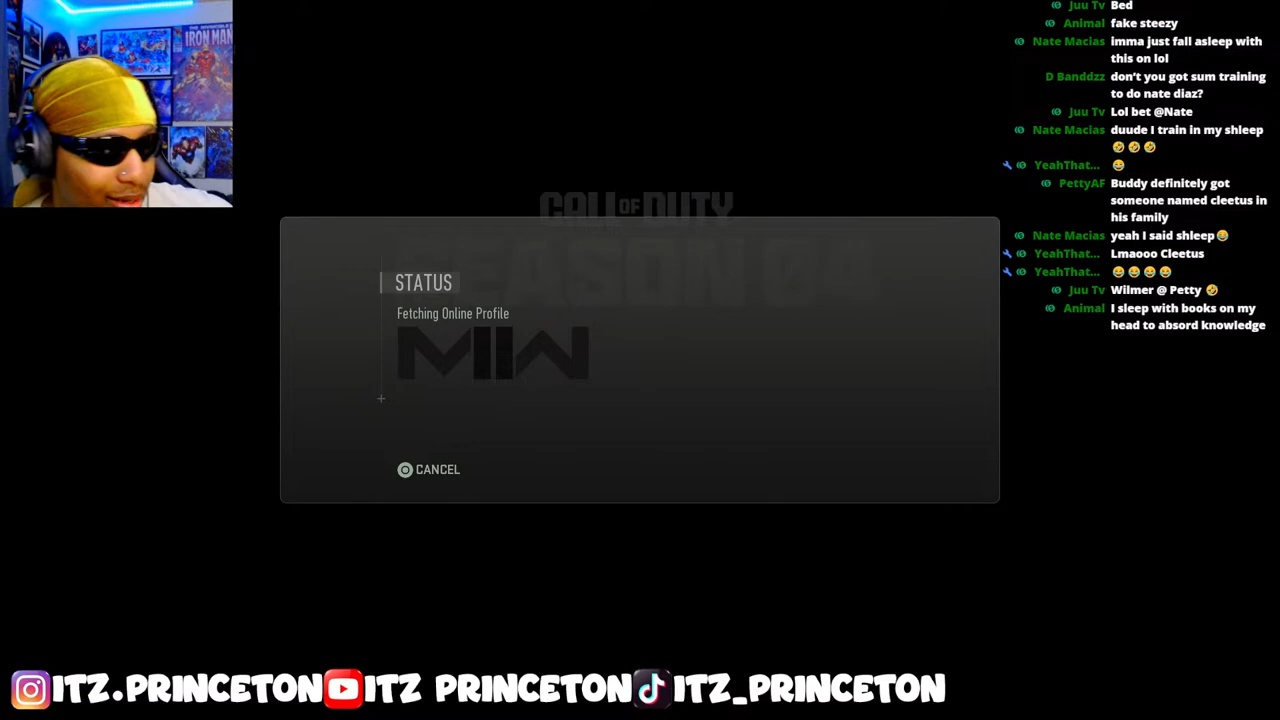 IRON MAN
Juu Tv Bed
Animal fake steezy
Nate Macias imma just fall asleep with
this on lol
D Banddzz don't you got sum training
to do nate diaz?
Juu Tv Lol bet @Nate
Nate Macias duude I train in my shleep
🤣 🤣 🤣
YeahThat... 😂
PettyAF Buddy definitely got
someone named cleetus in
his family
Nate Macias yeah I said shleep😂
YeahThat... Lmaooo Cleetus
YeahThat... 😂 😂 😂 😂
Juu Tv Wilmer @ Petty 🤣
Animal I sleep with books on my
head to absord knowledge
CALL OF DUTY
STATUS
Fetching Online Profile
MW
CANCEL
ITZ.PRINCETON ITZ PRINCETON ITZ_PRINCETON